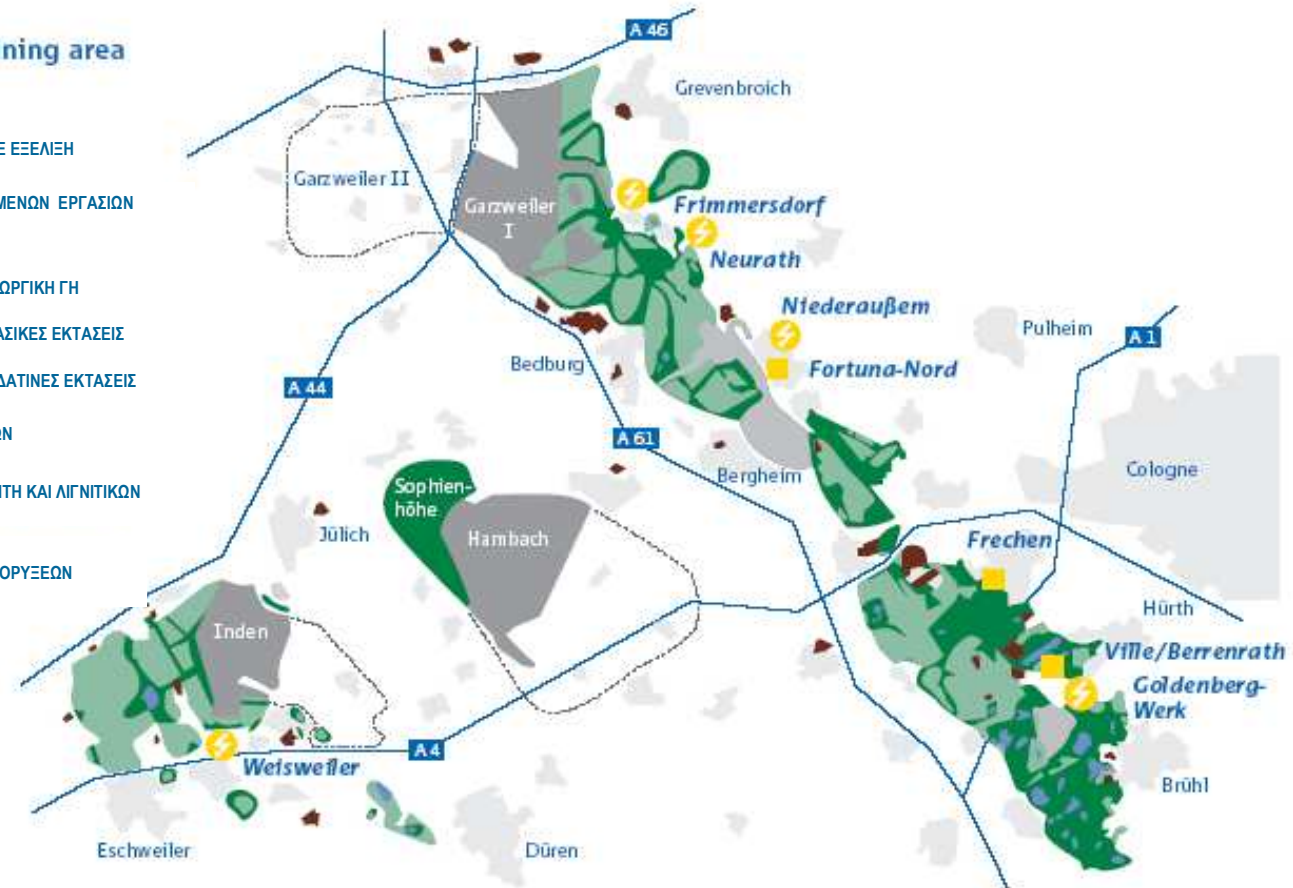 ning area
Ε ΕΞΕΛΙΞΗ
ΜΕΝΩΝ ΕΡΓΑΣΙΩΝ
ΩΡΓΙΚΗ ΓΗ
ΑΣΙΚΕΣ ΕΚΤΑΣΕΙΣ
ΔΑΤΙΝΕΣ ΕΚΤΑΣΕΙΣ
ΩΝ
ΙΤΗ ΚΑΙ ΛΙΓΝΙΤΙΚΩΝ
ΟΡΥΞΕΩΝ
A 46
Grevenbroich
Garzweiler II
Garzweiler
I
Frimmersdorf
Neurath
Niederaußem
Pulheim
A 1
Bedburg
Fortuna-Nord
A 44
A 61
Bergheim
Cologne
Sophien-
höhe
Jülich
Hambach
Frechen
Hürth
Inden
Ville/Berrenrath
Goldenberg-
Werk
A 4
Weisweiler
Brühl
Eschweiler
Düren